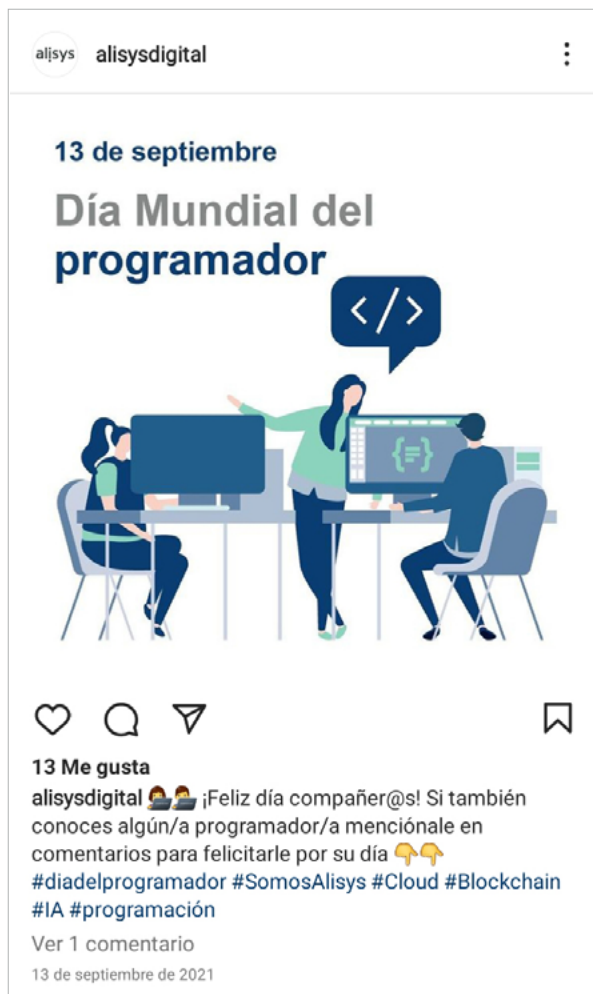 alisys alisysdigital
13 de septiembre
Día Mundial del
programador
</>
{=}
13 Me gusta
alisysdigital 👩‍💻👨‍💻 ¡Feliz día compañer@s! Si también
conoces algún/a programador/a menciónale en
comentarios para felicitarle por su día 👇👇
#diadelprogramador #SomosAlisys #Cloud #Blockchain
#IA #programación
Ver 1 comentario
13 de septiembre de 2021